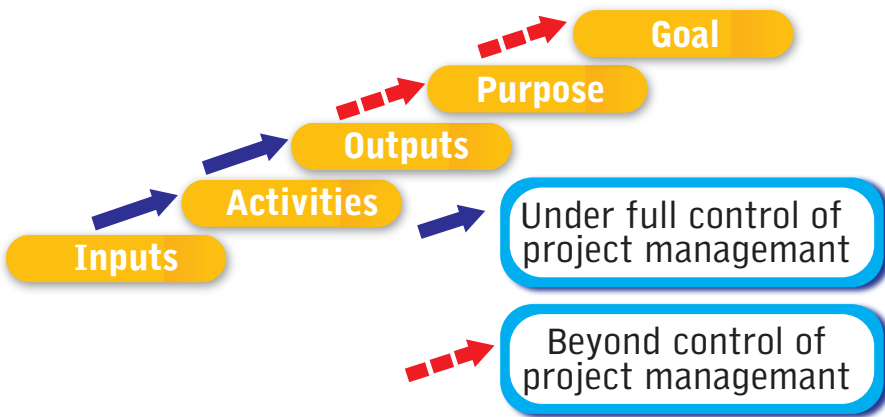 Goal
Purpose
Outputs
Activities
Inputs
Under full control of
project managemant
Beyond control of
project managemant